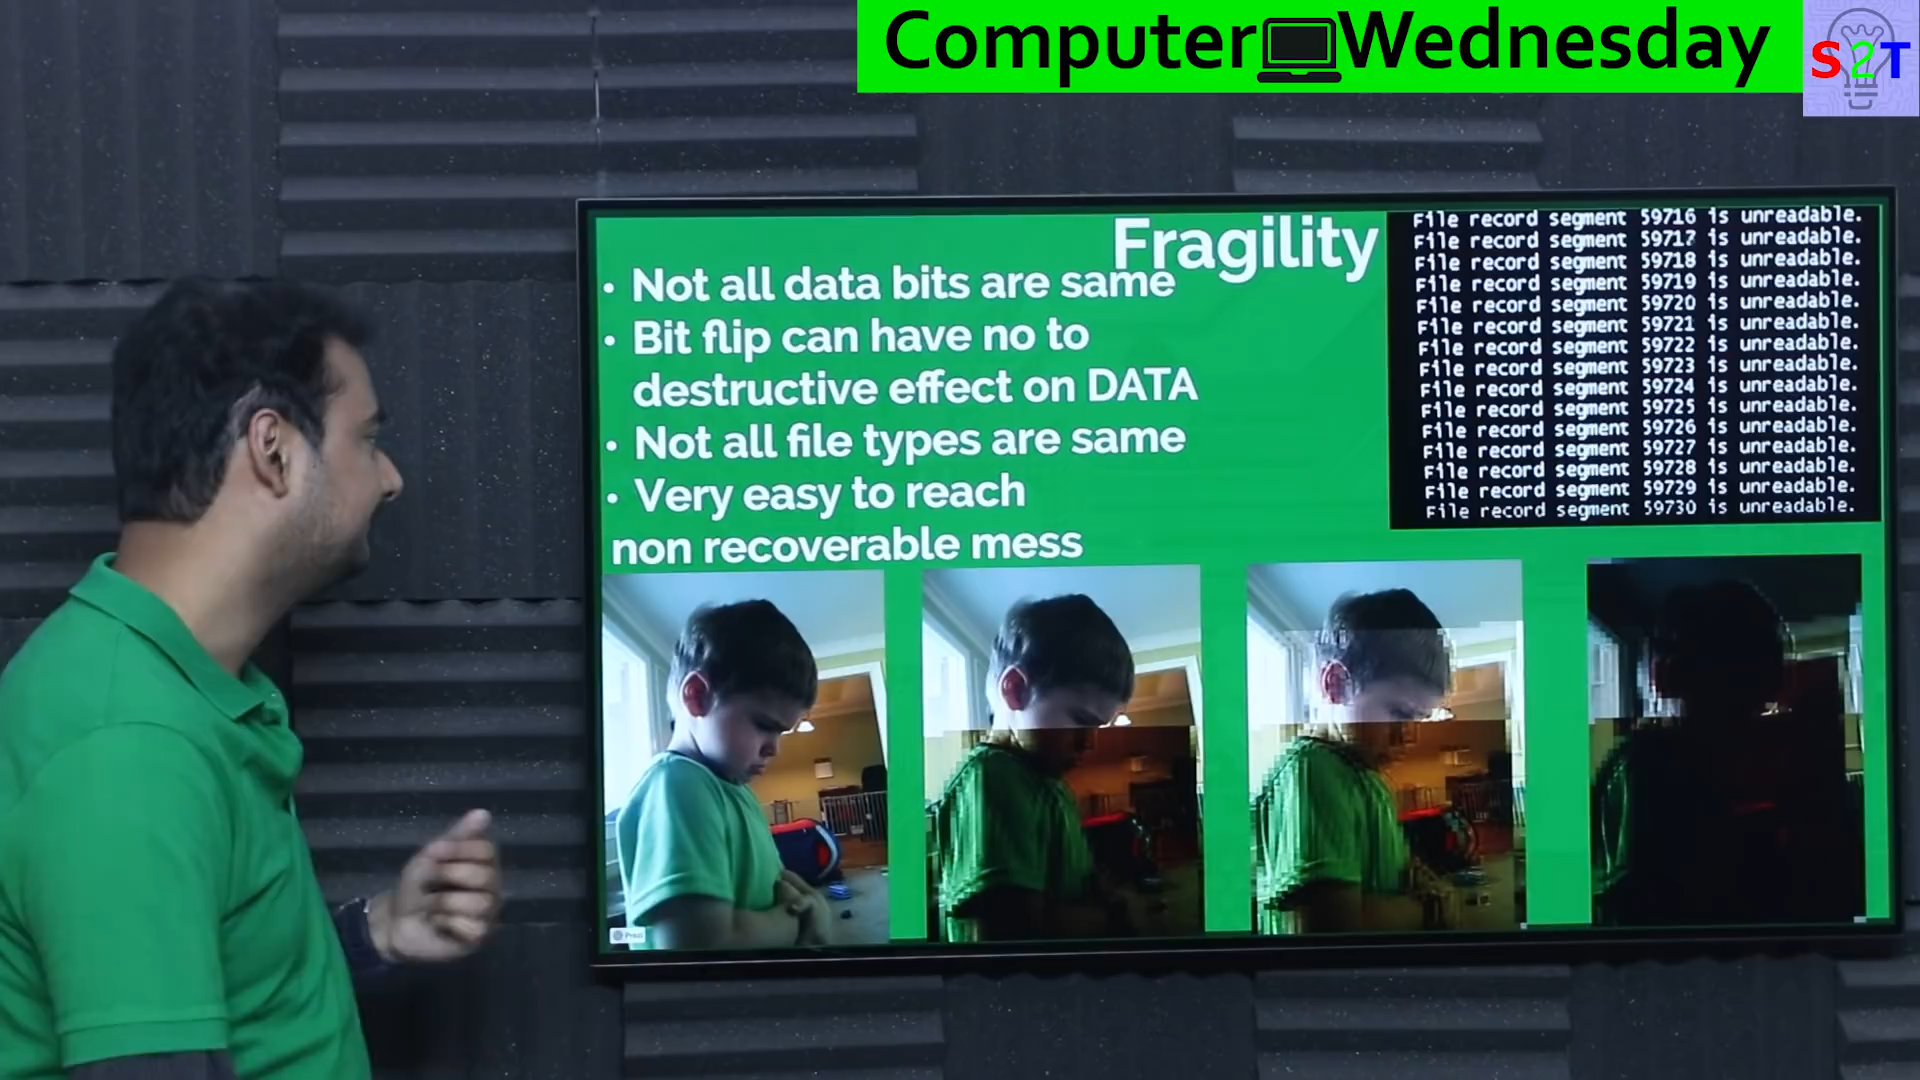 Computer Wednesday
S2T
Fragility
• Not all data bits are same
• Bit flip can have no to
destructive effect on DATA
• Not all file types are same
• Very easy to reach
non recoverable mess
File record segment 59716 is unreadable.
File record segment 59717 is unreadable.
File record segment 59718 is unreadable.
File record segment 59719 is unreadable.
File record segment 59720 is unreadable.
File record segment 59721 is unreadable.
File record segment 59722 is unreadable.
File record segment 59723 is unreadable.
File record segment 59724 is unreadable.
File record segment 59725 is unreadable.
File record segment 59726 is unreadable.
File record segment 59727 is unreadable.
File record segment 59728 is unreadable.
File record segment 59729 is unreadable.
File record segment 59730 is unreadable.
Prezi